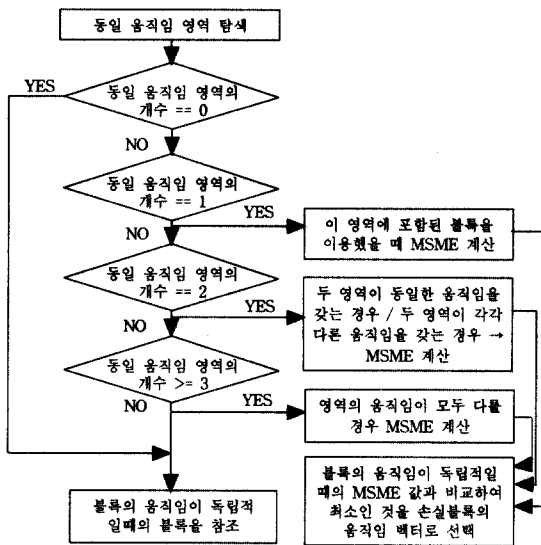 동일 움직임 영역 탐색
YES
동일 움직임 영역의
개수 == 0
NO
동일 움직임 영역의
개수 == 1
YES
NO
이 영역에 포함된 블록을
이용했을 때 MSME 계산
동일 움직임 영역의
개수 == 2
YES
NO
두 영역이 동일한 움직임을
갖는 경우 / 두 영역이 각각
다른 움직임을 갖는 경우 →
MSME 계산
동일 움직임 영역의
개수 >= 3
YES
NO
영역의 움직임이 모두 다를
경우 MSME 계산
블록의 움직임이 독립적
일때의 블록을 참조
블록의 움직임이 독립적일
때의 MSME 값과 비교하여
최소인 것을 손실블록의
움직임 벡터로 선택